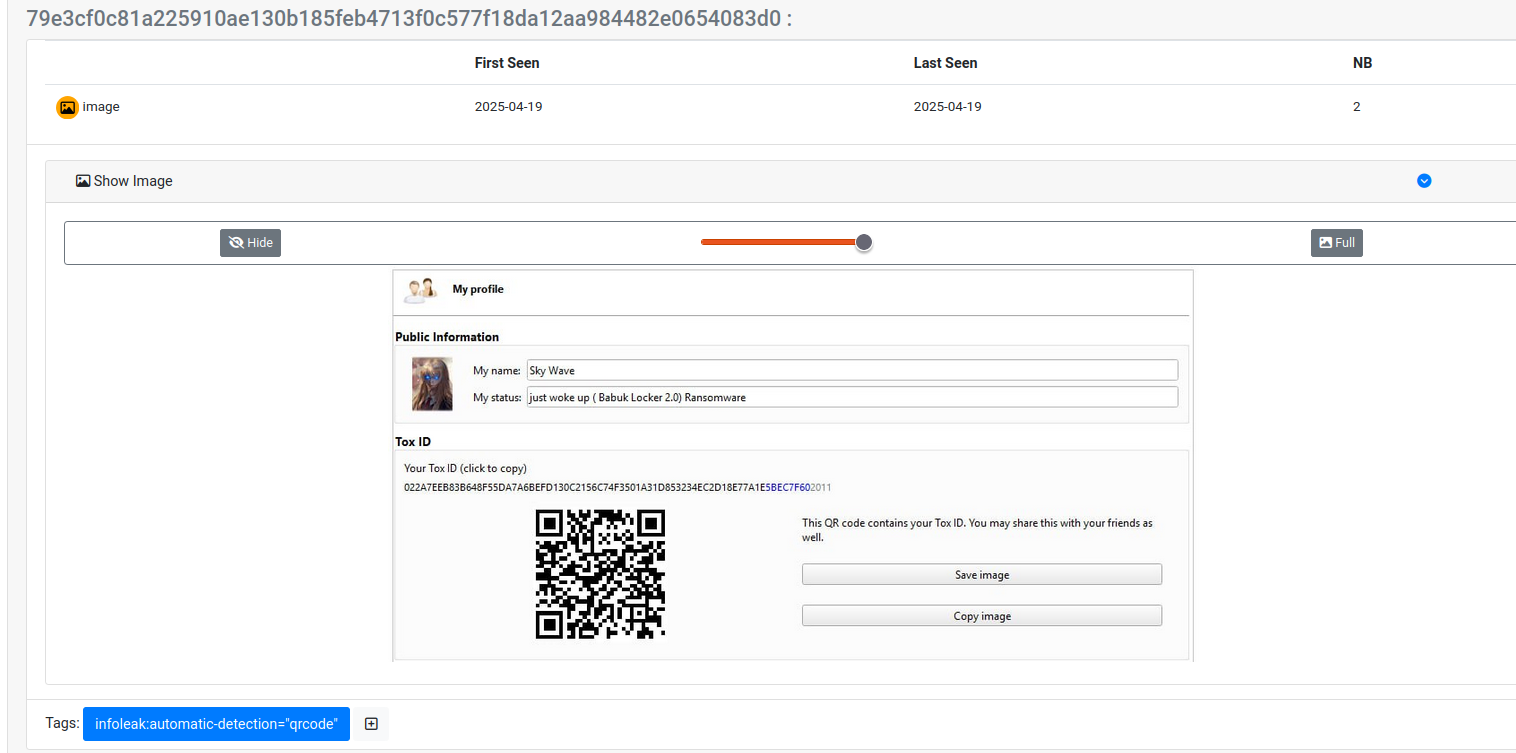 79e3cf0c81a225910ae130b185feb4713f0c577f18da12aa984482e0654083d0 :
First Seen Last Seen NB
image 2025-04-19 2025-04-19 2
Show Image
Hide Full
My profile
Public Information
My name: Sky Wave
My status: just woke up ( Babuk Locker 2.0) Ransomware
Tox ID
Your Tox ID (click to copy)
022A7EEB83B648F55DA7A6BEFD130C2156C74F3501A31D853234EC2D18E77A1E5BEC7F602011
This QR code contains your Tox ID. You may share this with your friends as
well.
Save image
Copy image
Tags: infoleak:automatic-detection="qrcode"